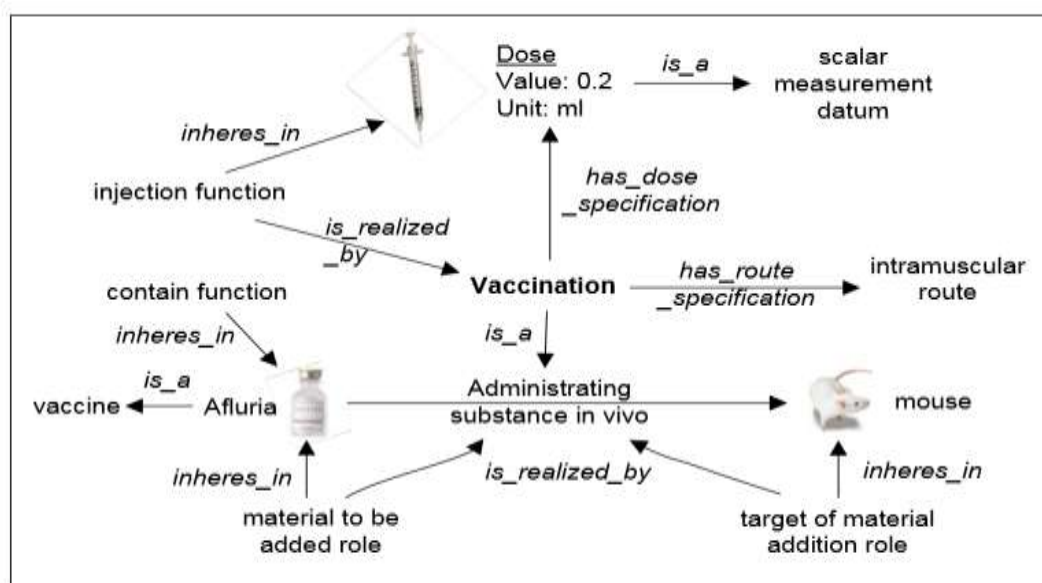 Dose
Value: 0.2
Unit: ml
is_a
scalar
measurement
datum
inheres_in
injection function
has_dose
_specification
is_realized
_by
Vaccination
has_route
_specification
intramuscular
route
contain function
inheres_in
is_a
is_a
vaccine
Afluria
Administrating
substance in vivo
mouse
inheres_in
is_realized_by
inheres_in
material to be
added role
target of material
addition role